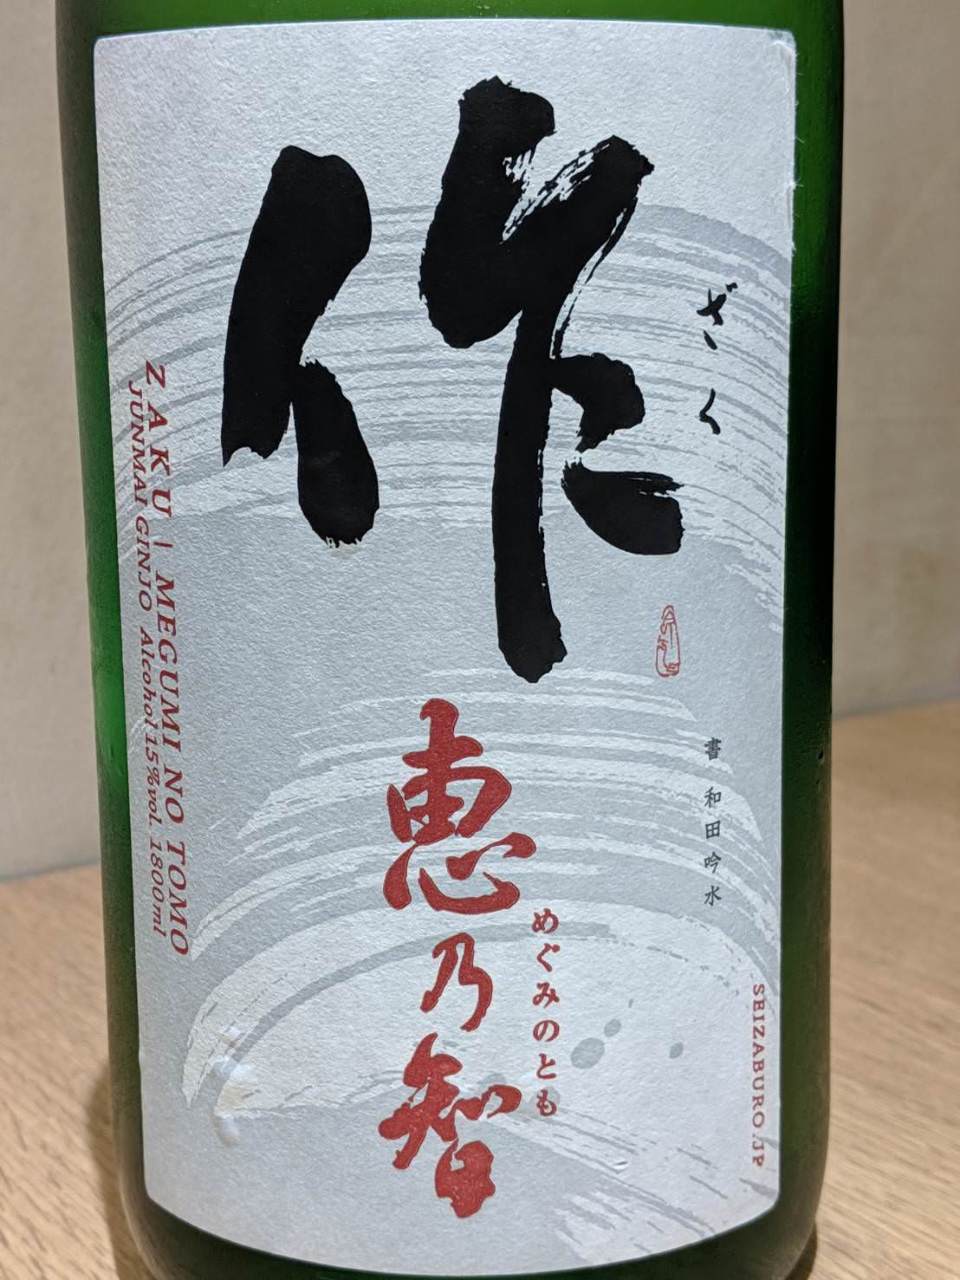 作
ざく
恵乃智
めぐみのとも
書 和田吟水
ZAKU | MEGUMI NO TOMO
JUNMAI GINJO Alcohol 15%vol. 1800ml
SEIZABURO.JP